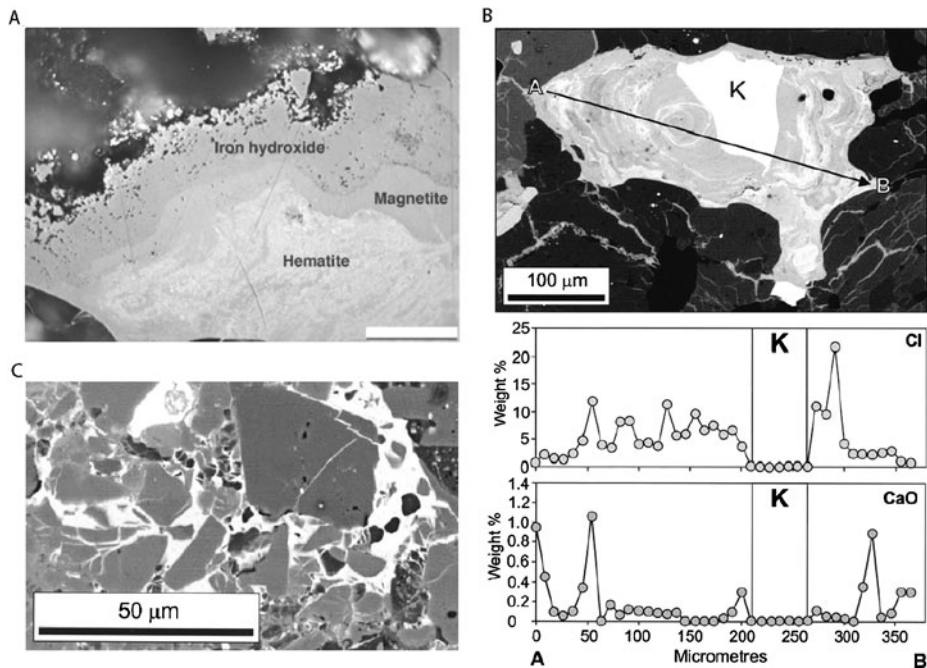 A
Iron hydroxide
Magnetite
Hematite
B
A
K
B
100 µm
C
50 µm
K
Cl
Weight %
25
20
15
10
5
0
K
CaO
Weight %
1.4
1.2
1.0
0.8
0.6
0.4
0.2
0
0 50 100 150 200 250 300 350
A Micrometres B